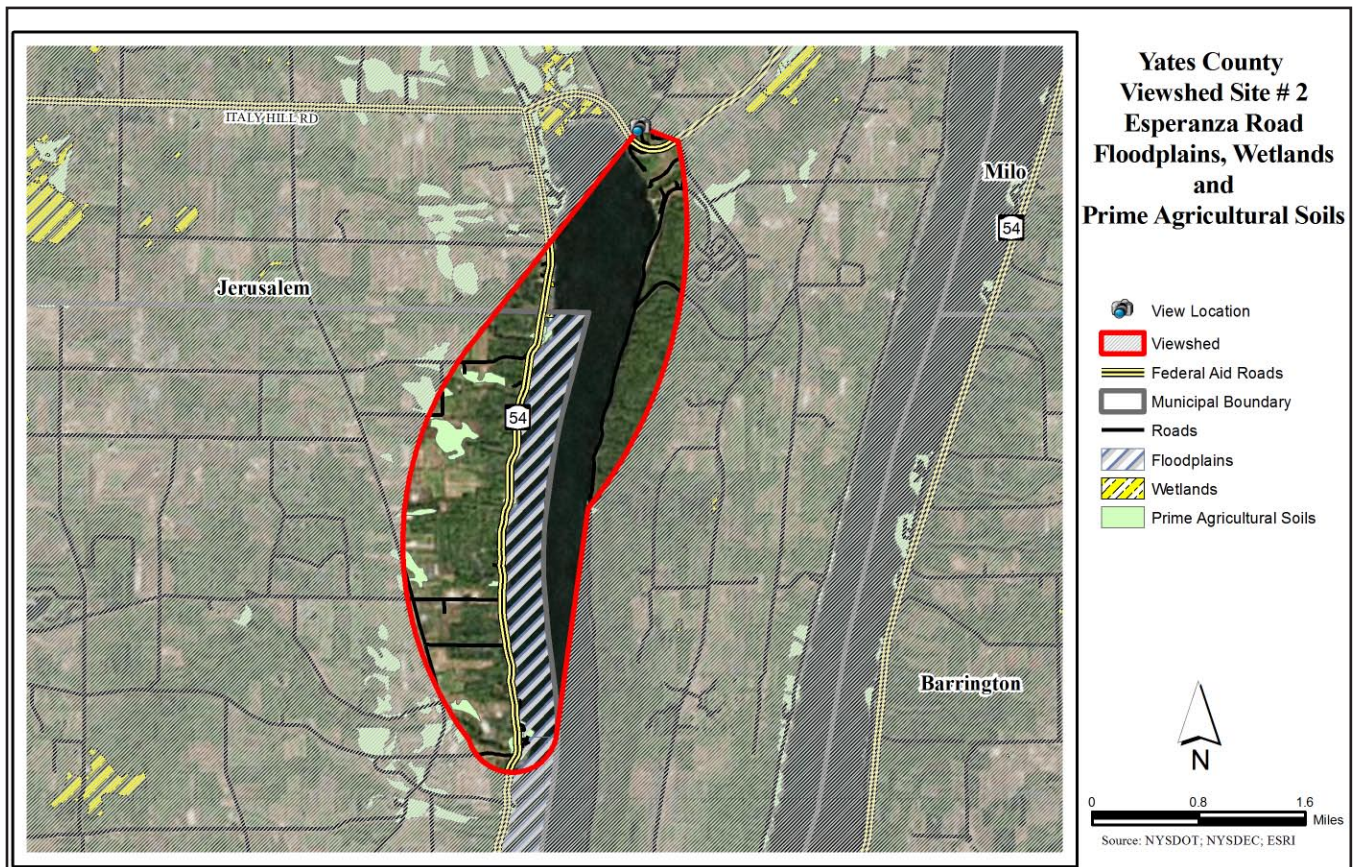 Yates County
Viewshed Site # 2
Esperanza Road
Floodplains, Wetlands
and
Prime Agricultural Soils
View Location
Viewshed
Federal Aid Roads
Municipal Boundary
Roads
Floodplains
Wetlands
Prime Agricultural Soils
N
0 0.8 1.6
Miles
Source: NYSDOT; NYSDEC; ESRI
ITALY HILL RD
Milo
54
Jerusalem
54
Barrington